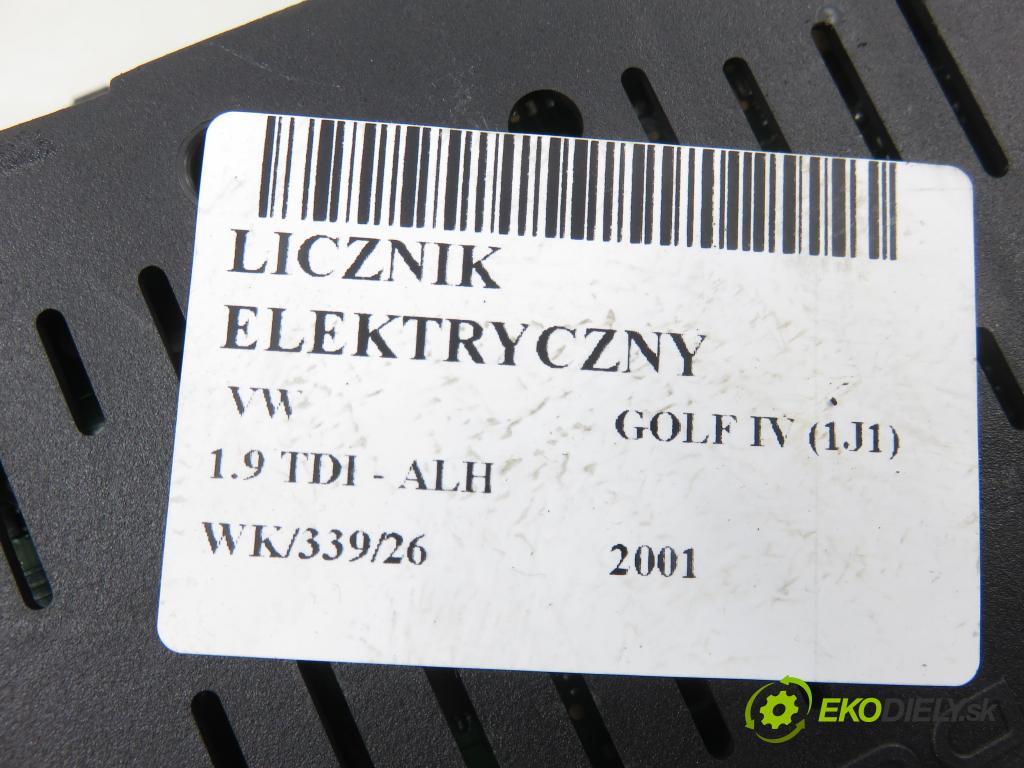 LICZNIK
ELEKTRYCZNY
VW GOLF IV (1J1)
1.9 TDI - ALH
WK/339/26 2001
EKODIELY.sk